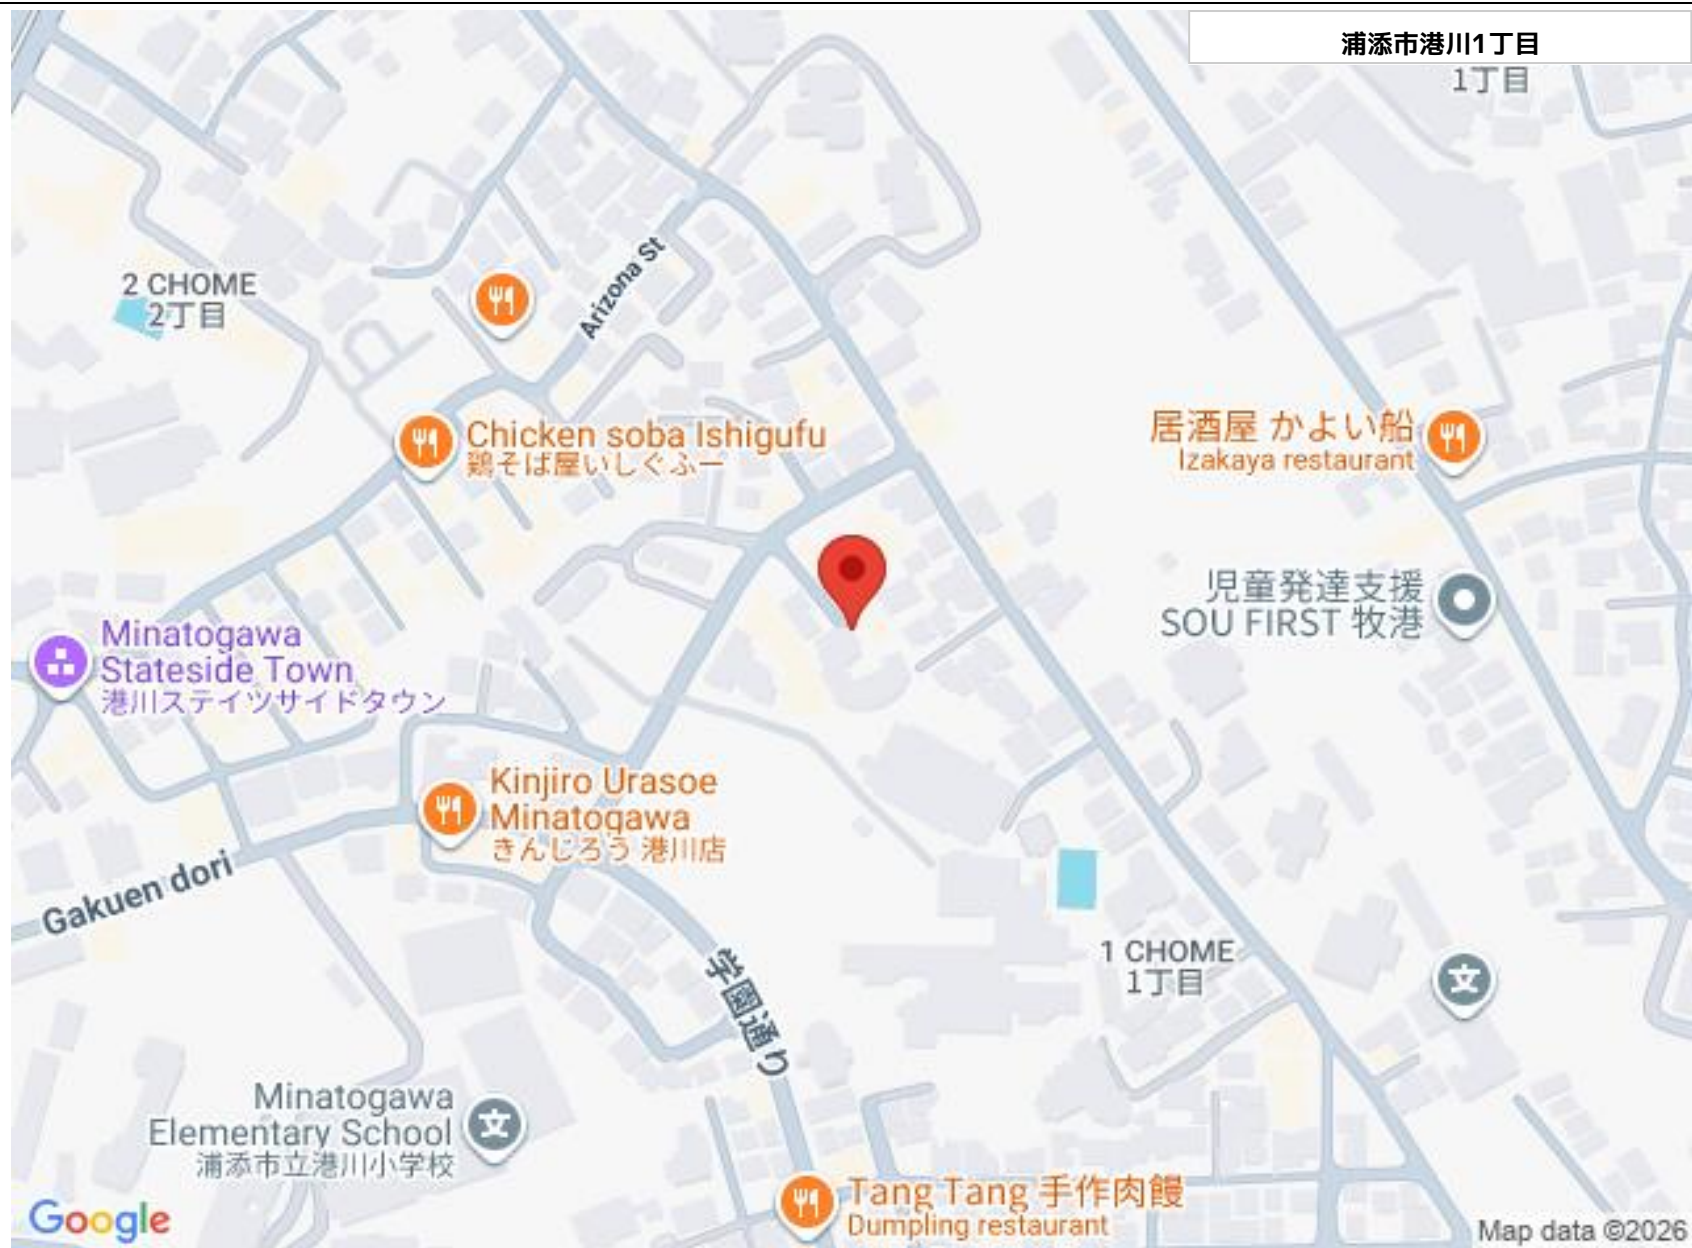 浦添市港川1丁目
1丁目
Arizona St
2 CHOME
2丁目
Chicken soba Ishigufu
鶏そば屋いしぐふー
居酒屋 かよい船
Izakaya restaurant
児童発達支援
SOU FIRST 牧港
Minatogawa
Stateside Town
港川ステイツサイドタウン
Kinjiro Urasoe
Minatogawa
きんじろう 港川店
Gakuen dori
学園通り
1 CHOME
1丁目
文
Minatogawa
Elementary School
浦添市立港川小学校
文
Tang Tang 手作肉饅
Dumpling restaurant
Google
Map data ©2026